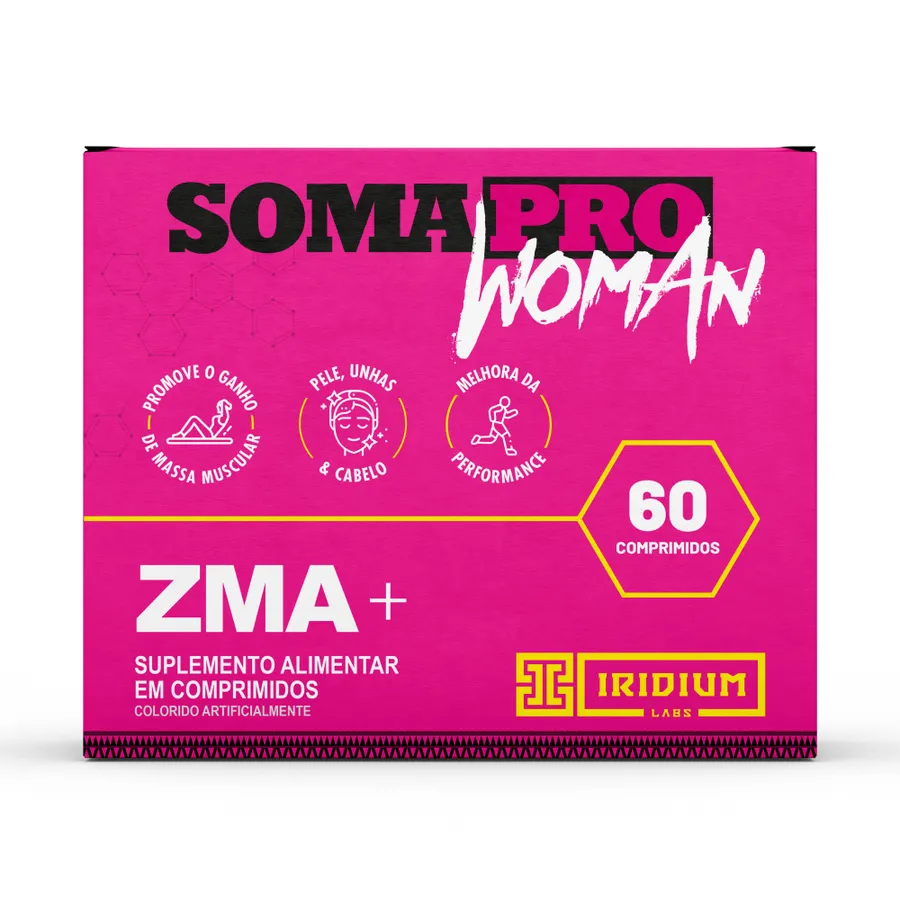 SOMAPRO
WOMAN
PROMOVE O GANHO
DE MASSA MUSCULAR
PELE, UNHAS
& CABELO
MELHORA DA
PERFORMANCE
60
COMPRIMIDOS
ZMA +
SUPLEMENTO ALIMENTAR
EM COMPRIMIDOS
COLORIDO ARTIFICIALMENTE
IRIDIUM
LABS